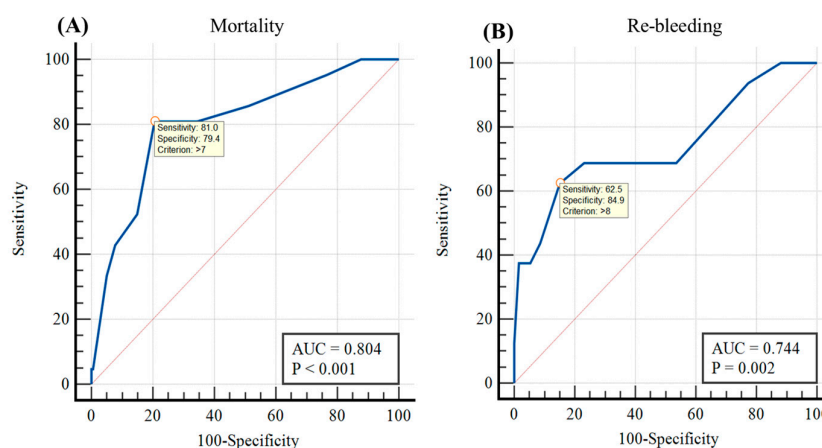 (A)
Mortality
100
80
60
40
20
0
Sensitivity
Sensitivity: 81.0
Specificity: 79.4
Criterion: >7
AUC = 0.804
P < 0.001
0 20 40 60 80 100
100-Specificity
(B)
Re-bleeding
100
80
60
40
20
0
Sensitivity
Sensitivity: 62.5
Specificity: 84.9
Criterion: >8
AUC = 0.744
P = 0.002
0 20 40 60 80 100
100-Specificity